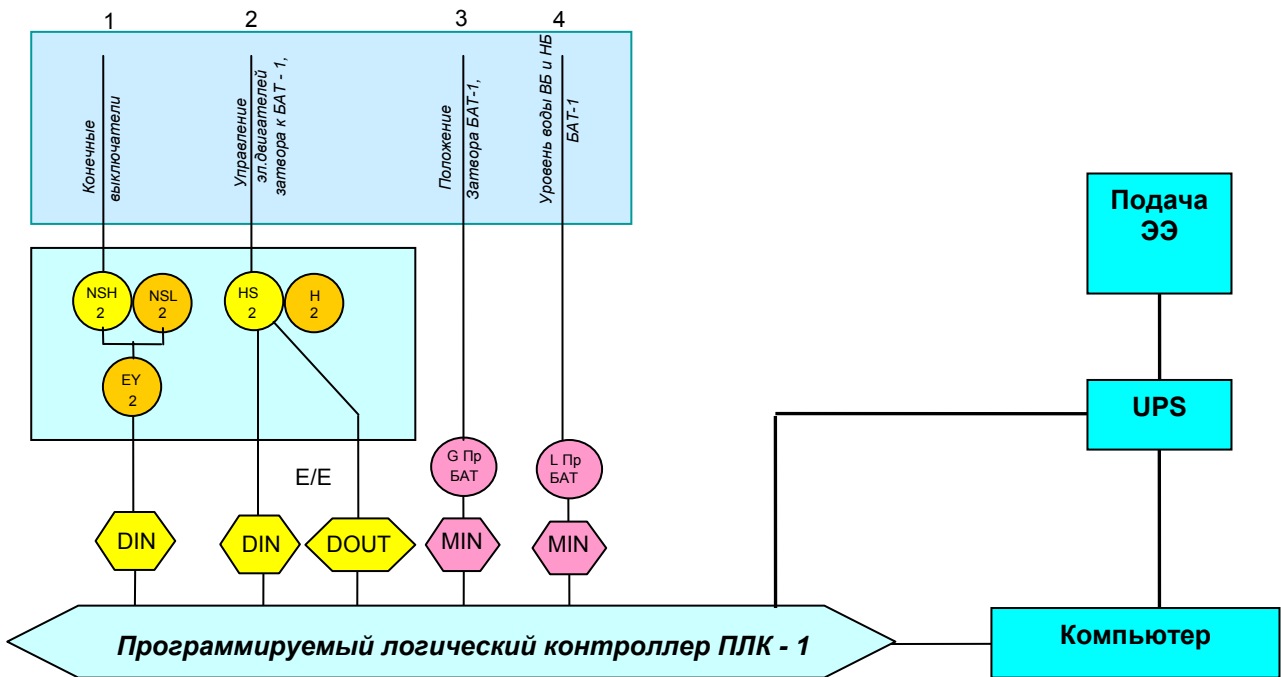 1
2
3
4
Конечные
выключатели
Управление
эл.двигателей
затвора к БАТ - 1,
Положение
Затвора БАТ-1,
Уровень воды ВБ и НБ
БАТ-1
Подача
ЭЭ
NSH
2
NSL
2
HS
2
H
2
EY
2
UPS
E/E
G Пр
БАТ
L Пр
БАТ
DIN
DIN
DOUT
MIN
MIN
Программируемый логический контроллер ПЛК - 1
Компьютер